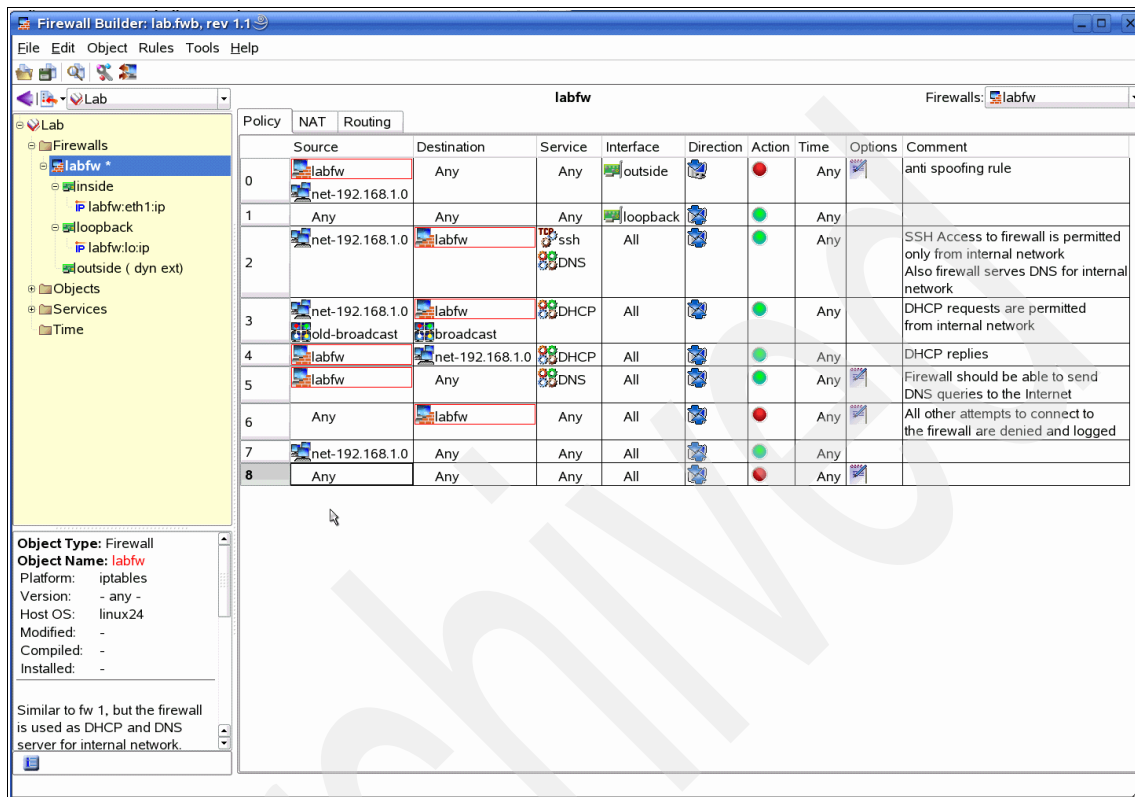 Firewall Builder: lab.fwb, rev 1.1
File Edit Object Rules Tools Help
Lab
labfw
Firewalls: labfw
Lab
Firewalls
labfw *
inside
labfw:eth1:ip
loopback
labfw:lo:ip
outside ( dyn ext)
Objects
Services
Time
Policy NAT Routing
Source Destination Service Interface Direction Action Time Options Comment
0 labfw Any Any outside Any anti spoofing rule
net-192.168.1.0
1 Any Any Any loopback Any
2 net-192.168.1.0 labfw ssh All Any SSH Access to firewall is permitted
DNS only from internal network
Also firewall serves DNS for internal
network
3 net-192.168.1.0 labfw DHCP All Any DHCP requests are permitted
old-broadcast broadcast from internal network
4 labfw net-192.168.1.0 DHCP All Any DHCP replies
5 labfw Any DNS All Any Firewall should be able to send
DNS queries to the Internet
6 Any labfw Any All Any All other attempts to connect to
the firewall are denied and logged
7 net-192.168.1.0 Any Any All Any
8 Any Any Any All Any
Object Type: Firewall
Object Name: labfw
Platform: iptables
Version: - any -
Host OS: linux24
Modified: -
Compiled: -
Installed: -
Similar to fw 1, but the firewall
is used as DHCP and DNS
server for internal network.